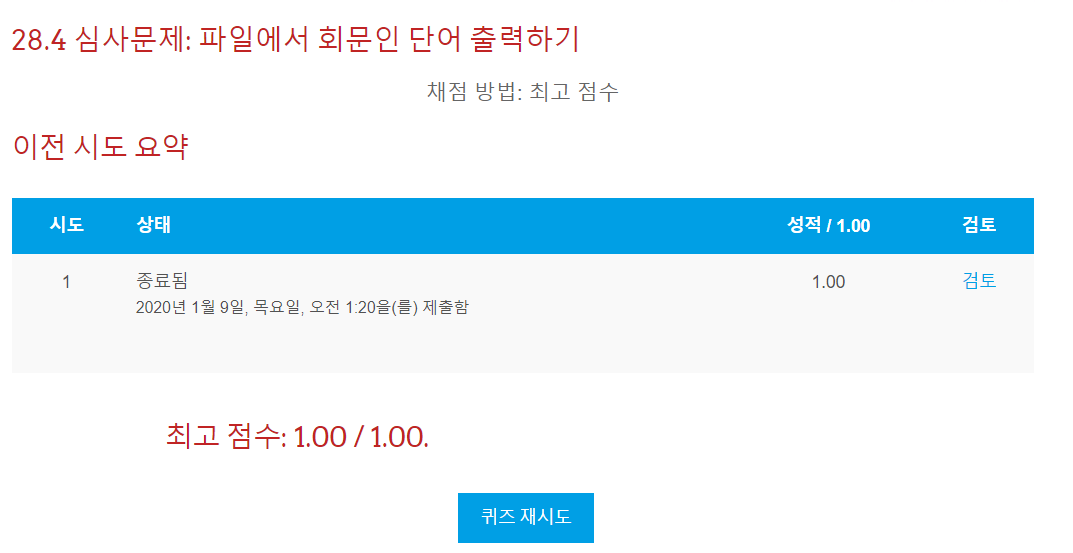 28.4 심사문제: 파일에서 회문인 단어 출력하기
채점 방법: 최고 점수
이전 시도 요약
시도 상태 성적 / 1.00 검토
1 종료됨 1.00 검토
2020년 1월 9일, 목요일, 오전 1:20을(를) 제출함
최고 점수: 1.00 / 1.00.
퀴즈 재시도